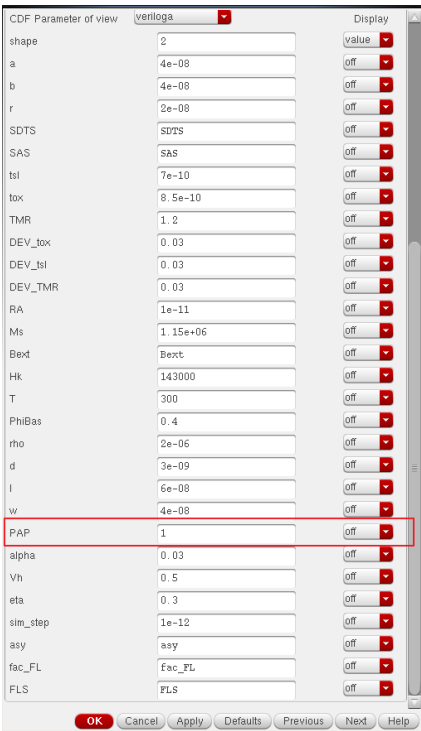 CDF Parameter of view veriloga Display
shape 2 value
a 4e-08 off
b 4e-08 off
r 2e-08 off
SDTS SDTS off
SAS SAS off
tsl 7e-10 off
tox 8.5e-10 off
TMR 1.2 off
DEV_tox 0.03 off
DEV_tsl 0.03 off
DEV_TMR 0.03 off
RA 1e-11 off
Ms 1.15e+06 off
Bext Bext off
Hk 143000 off
T 300 off
PhiBas 0.4 off
rho 2e-06 off
d 3e-09 off
l 6e-08 off
w 4e-08 off
PAP 1 off
alpha 0.03 off
Vh 0.5 off
eta 0.3 off
sim_step 1e-12 off
asy asy off
fac_FL fac_FL off
FLS FLS off
OK Cancel Apply Defaults Previous Next Help